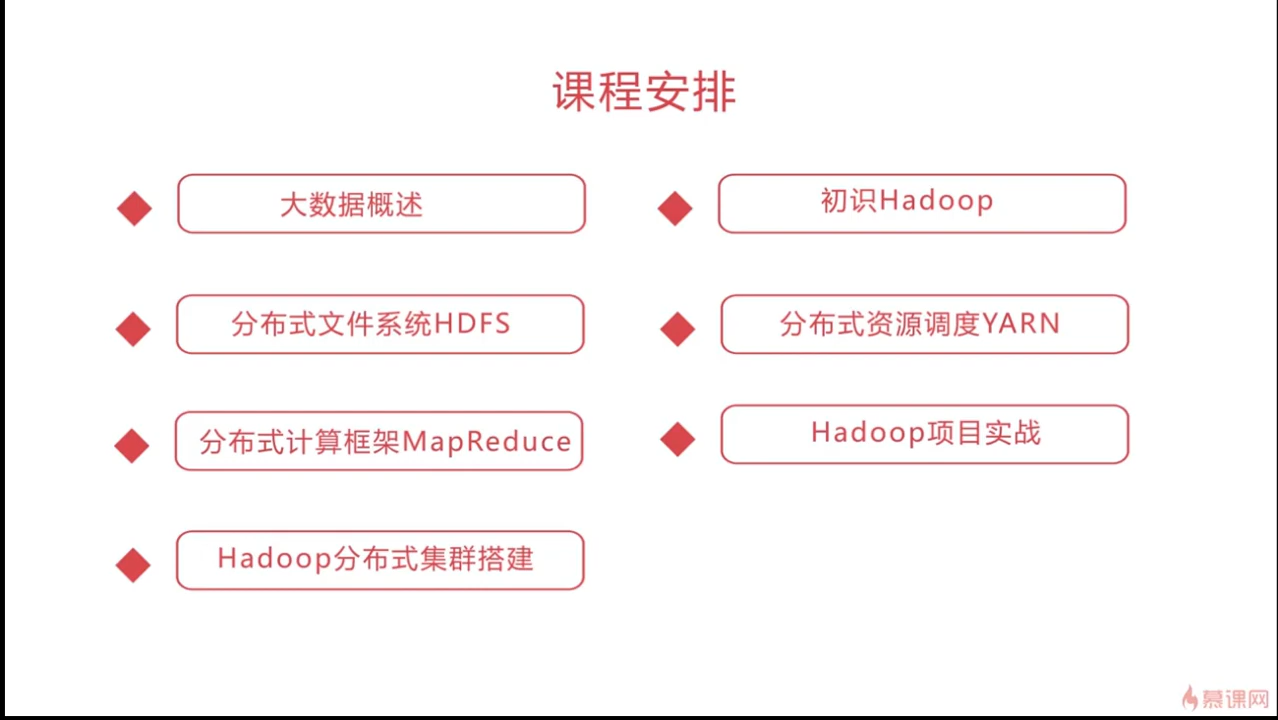 课程安排
大数据概述
初识Hadoop
分布式文件系统HDFS
分布式资源调度YARN
分布式计算框架MapReduce
Hadoop项目实战
Hadoop分布式集群搭建
慕课网